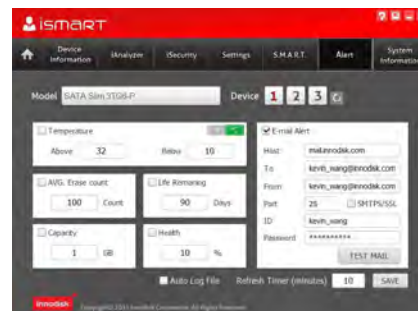 ismart
Device Information
iAnalyzer
iSecurity
Settings
S.M.A.R.T.
Alert
System Information
Model SATA Slim 3TG6-P
Device 1 2 3
Temperature
Above 32 Below 10
AVG. Erase count
100 Count
Life Remaining
90 Days
Capacity
1 GB
Health
10 %
E-mail Alert
Host mail.innodisk.com
To kevin_wang@innodisk.com
From kevin_wang@innodisk.com
Port 25 SMTPS/SSL
ID kevin_wang
Password **********
TEST MAIL
Auto Log File Refresh Timer (minutes) 10 SAVE
innodisk Copyright